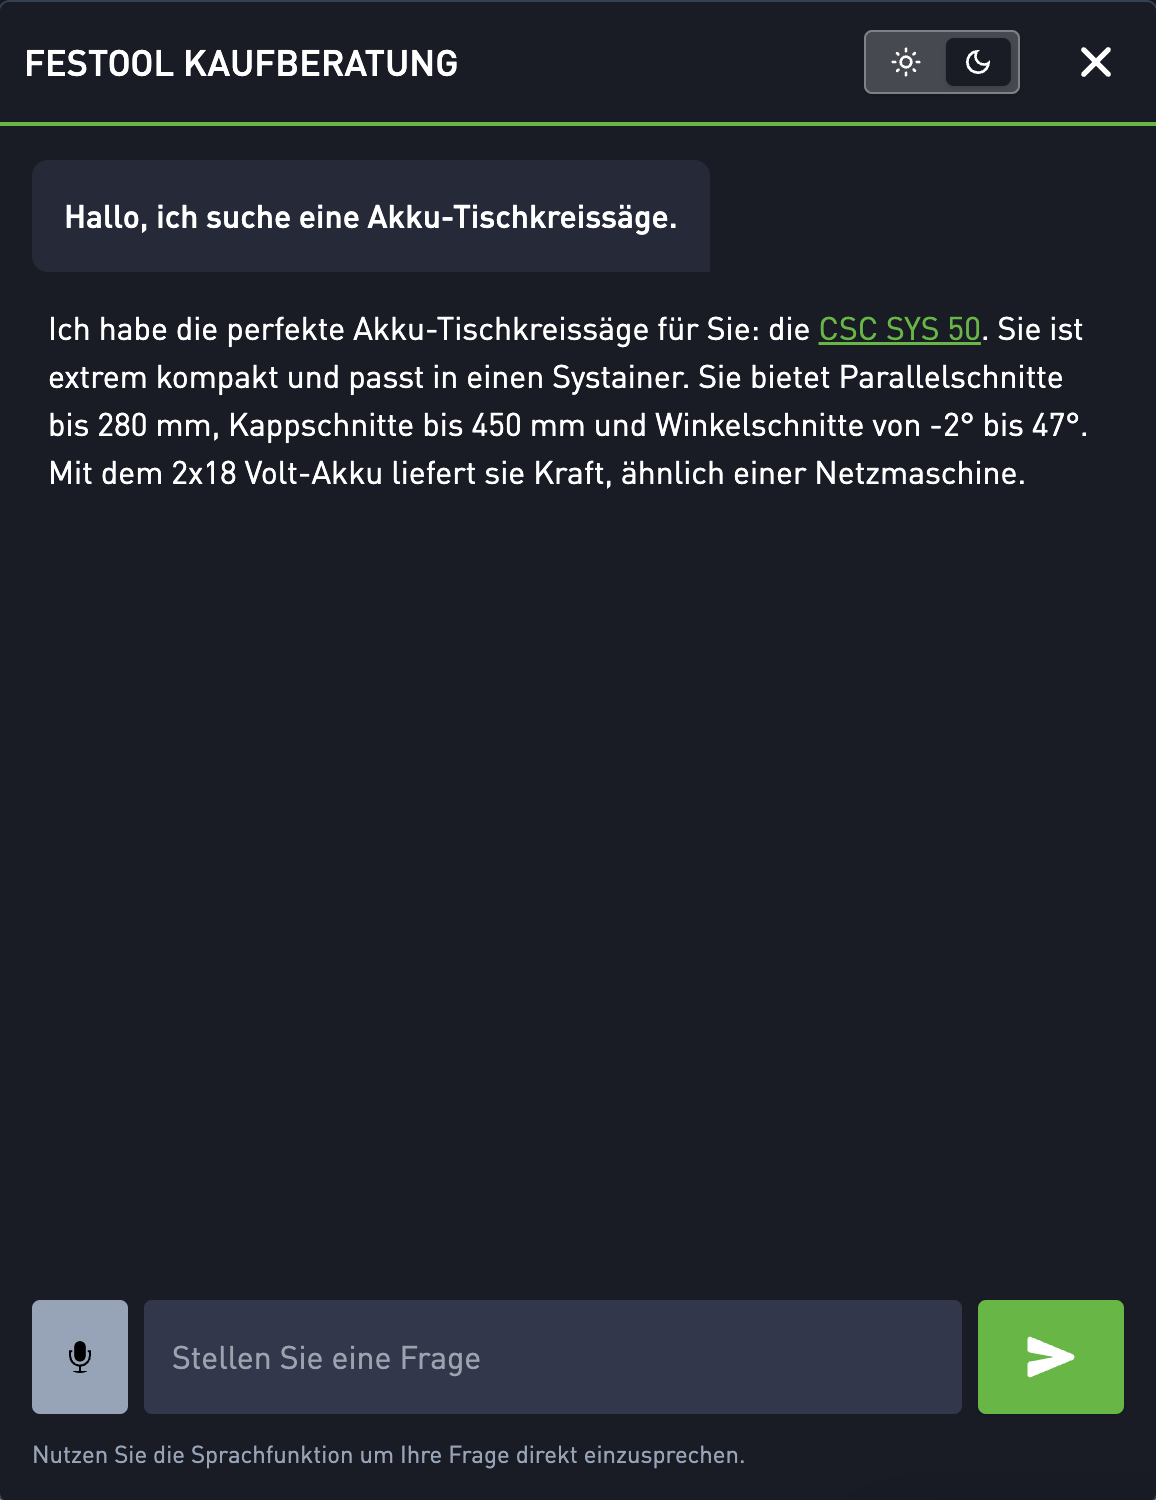 FESTOOL KAUFBERATUNG
Hallo, ich suche eine Akku-Tischkreissäge.
Ich habe die perfekte Akku-Tischkreissäge für Sie: die CSC SYS 50. Sie ist
extrem kompakt und passt in einen Systainer. Sie bietet Parallelschnitte
bis 280 mm, Kappschnitte bis 450 mm und Winkelschnitte von -2° bis 47°.
Mit dem 2x18 Volt-Akku liefert sie Kraft, ähnlich einer Netzmaschine.
Stellen Sie eine Frage
Nutzen Sie die Sprachfunktion um Ihre Frage direkt einzusprechen.